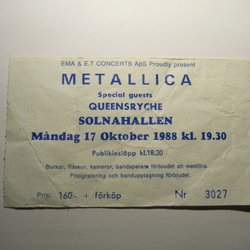 EMA & E.T CONCERTS ApS Proudly present
METALLICA
Special guests
QUEENSRYCHE
SOLNAHALLEN
Måndag 17 Oktober 1988 kl. 19.30
Publikinsläpp kl.18.30
Burkar, flaskor, kameror, bandspelare förbjudet att medföra.
Fotografering och bandupptagning förbjudet.
Pris: 160:- + förköp Nr 3027